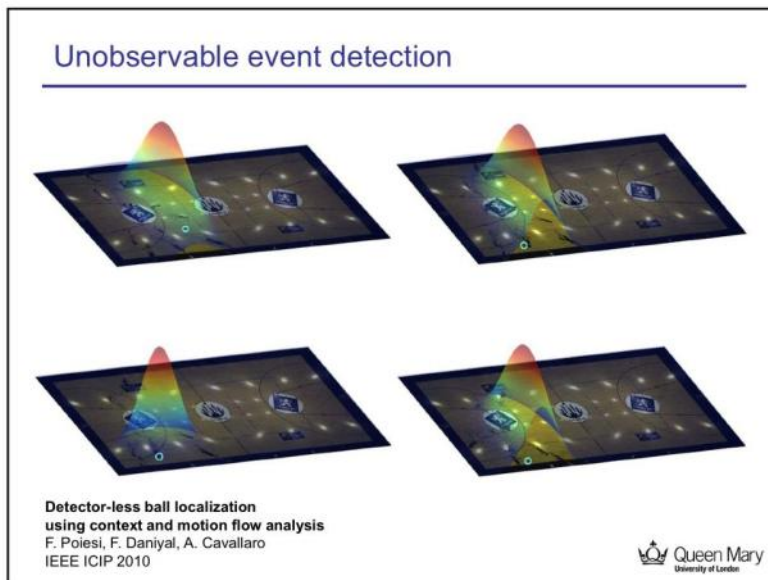 Unobservable event detection
Detector-less ball localization
using context and motion flow analysis
F. Poiesi, F. Daniyal, A. Cavallaro
IEEE ICIP 2010
Queen Mary
University of London